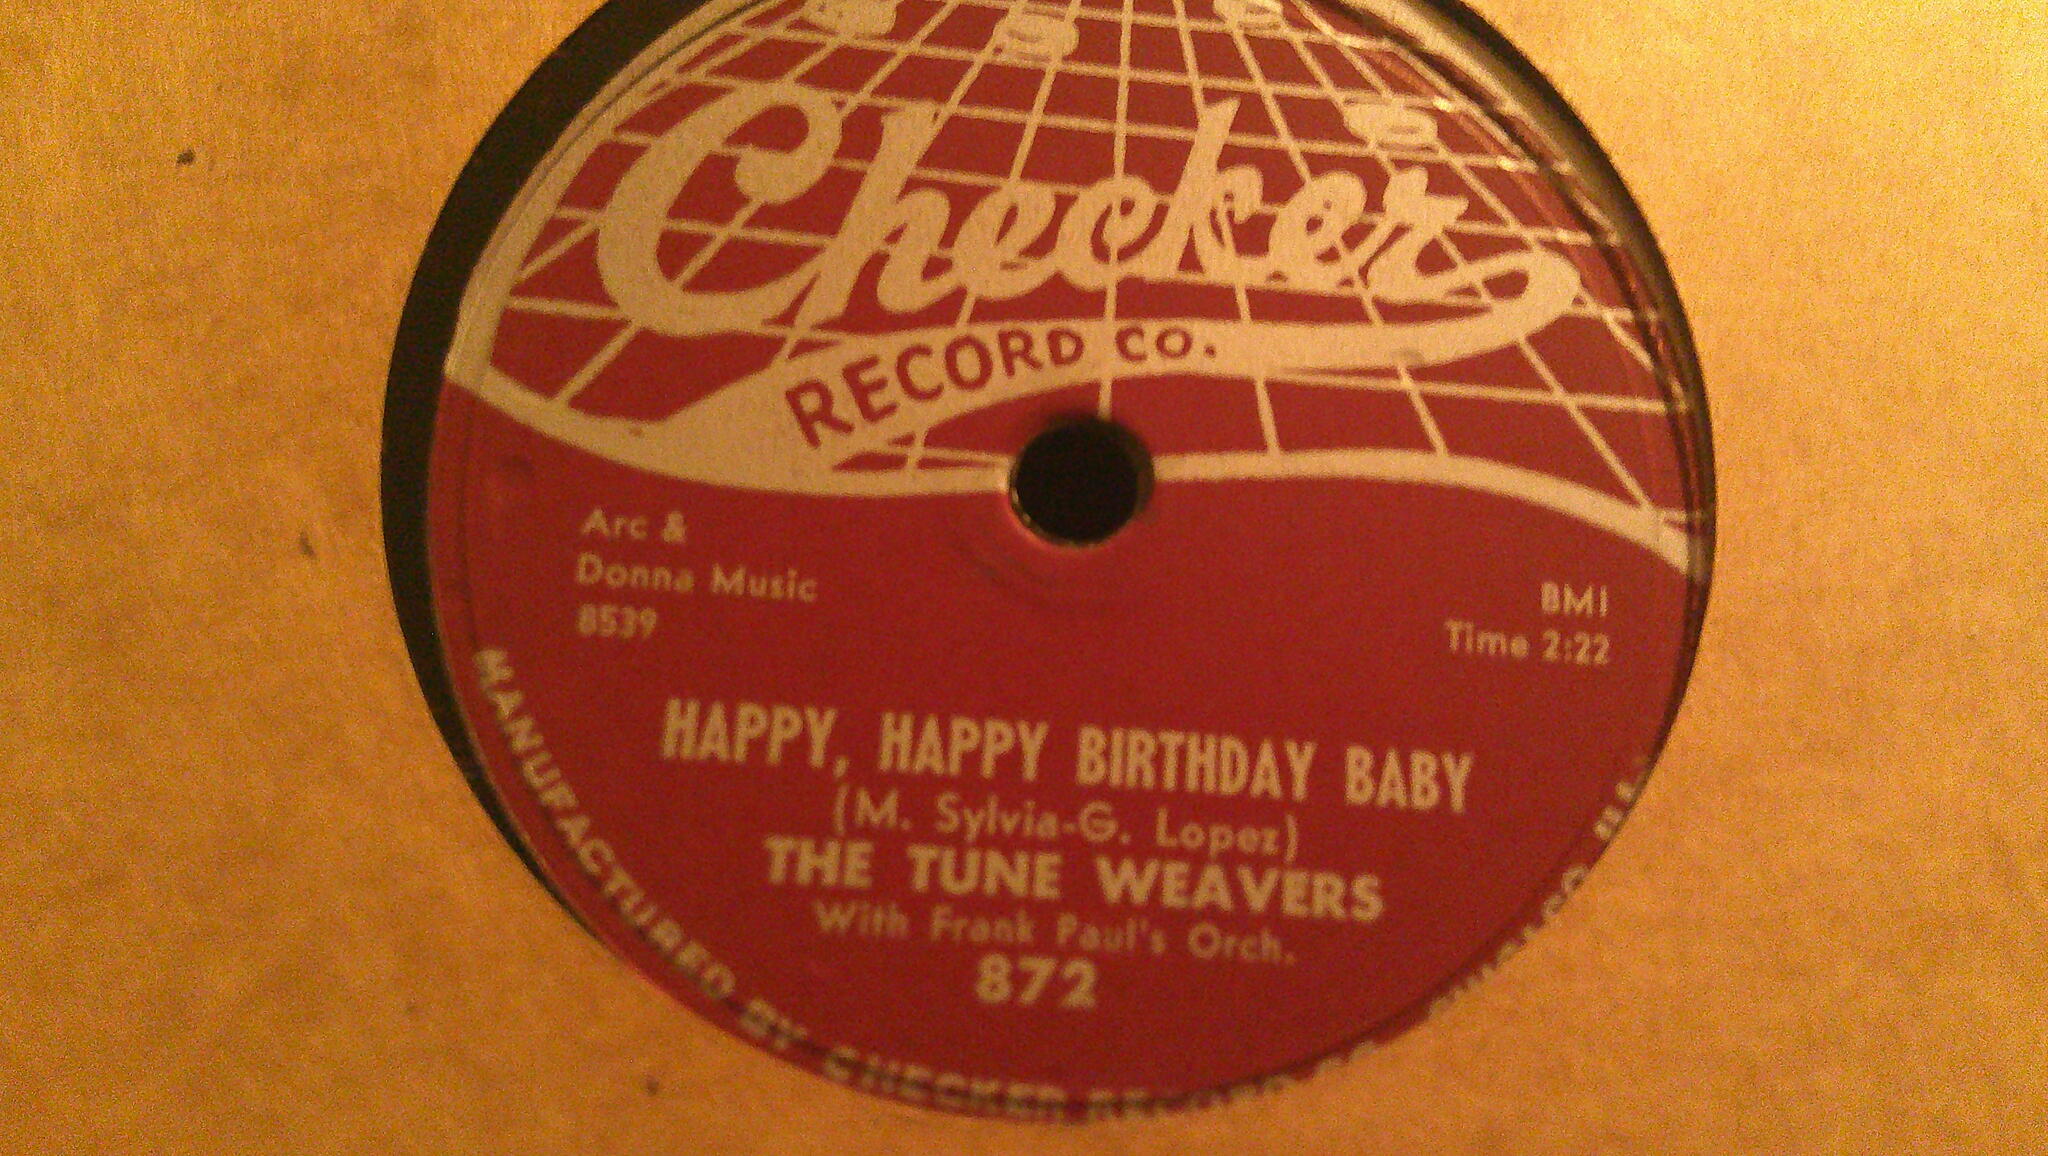 Checker
RECORD CO.
Arc &
Donna Music
8539
BMI
Time 2:22
HAPPY, HAPPY BIRTHDAY BABY
(M. Sylvia-G. Lopez)
THE TUNE WEAVERS
With Frank Paul's Orch.
872
MANUFACTURED BY CHECKER